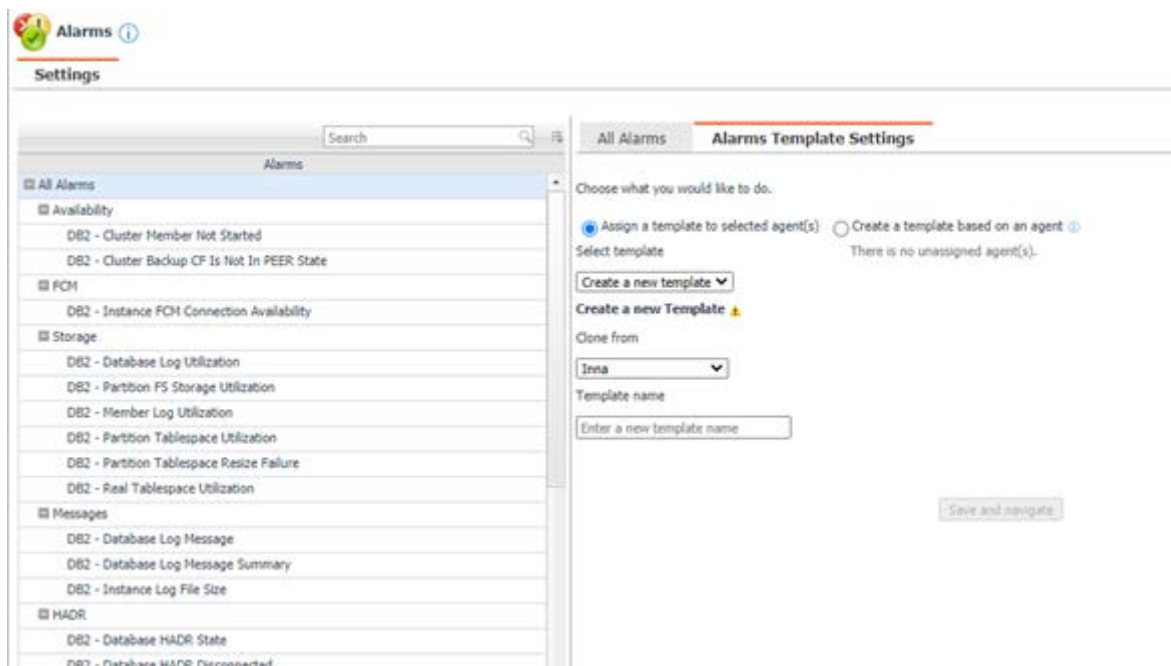 Alarms
Settings
Search
Alarms
All Alarms
Availability
DB2 - Cluster Member Not Started
DB2 - Cluster Backup CF Is Not In PEER State
FCM
DB2 - Instance FCM Connection Availability
Storage
DB2 - Database Log Utilization
DB2 - Partition FS Storage Utilization
DB2 - Member Log Utilization
DB2 - Partition Tablespace Utilization
DB2 - Partition Tablespace Resize Failure
DB2 - Real Tablespace Utilization
Messages
DB2 - Database Log Message
DB2 - Database Log Message Summary
DB2 - Instance Log File Size
HADR
DB2 - Database HADR State
DB2 - Database HADR Disconnected
All Alarms
Alarms Template Settings
Choose what you would like to do.
Assign a template to selected agent(s)
Create a template based on an agent
Select template
There is no unassigned agent(s).
Create a new template
Create a new Template
Clone from
Inna
Template name
Enter a new template name
Save and navigate